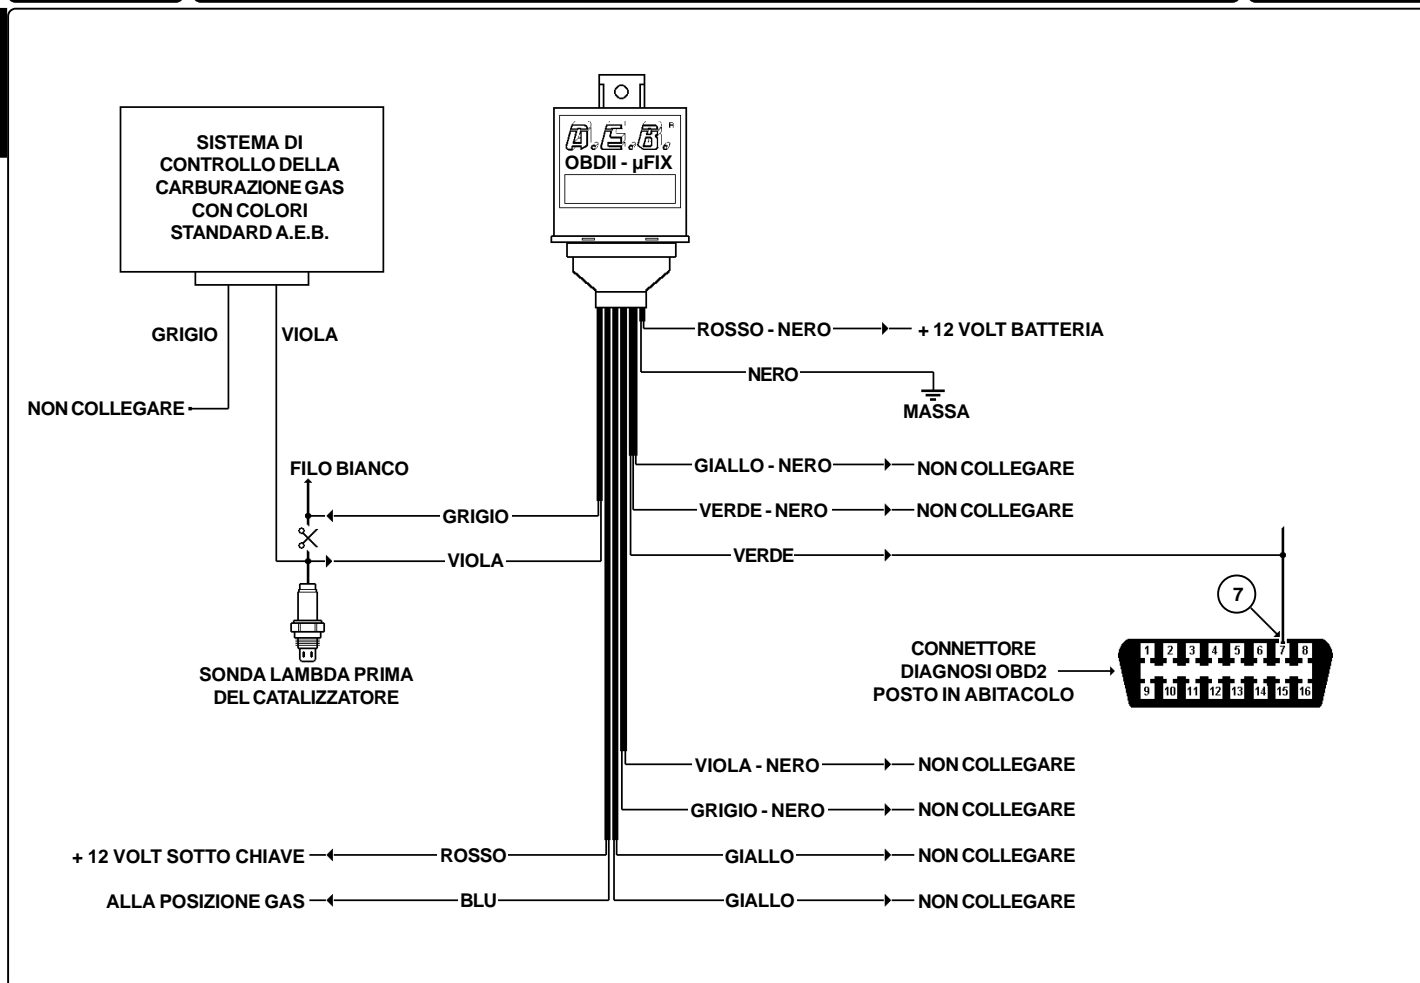 SISTEMA DI
CONTROLLO DELLA
CARBURAZIONE GAS
CON COLORI
STANDARD A.E.B.
A.E.B. R
OBDII - µFIX
GRIGIO
VIOLA
NON COLLEGARE
ROSSO - NERO
+ 12 VOLT BATTERIA
NERO
MASSA
FILO BIANCO
GIALLO - NERO
NON COLLEGARE
GRIGIO
VERDE - NERO
NON COLLEGARE
VIOLA
VERDE
7
SONDA LAMBDA PRIMA
DEL CATALIZZATORE
CONNETTORE
DIAGNOSI OBD2
POSTO IN ABITACOLO
1 2 3 4 5 6 7 8
9 10 11 12 13 14 15 16
VIOLA - NERO
NON COLLEGARE
GRIGIO - NERO
NON COLLEGARE
+ 12 VOLT SOTTO CHIAVE
ROSSO
GIALLO
NON COLLEGARE
ALLA POSIZIONE GAS
BLU
GIALLO
NON COLLEGARE